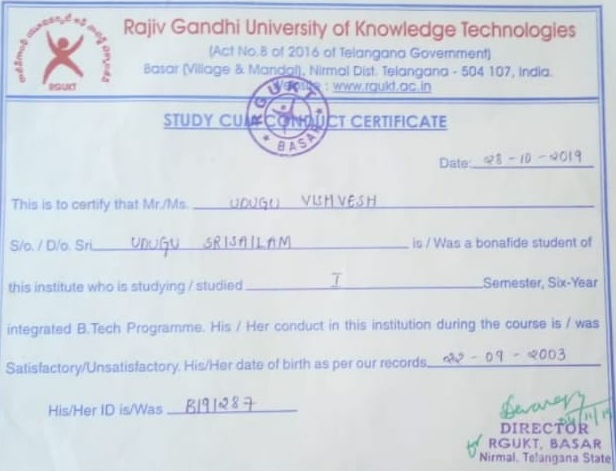 Rajiv Gandhi University of Knowledge Technologies
(Act No.8 of 2016 of Telangana Government)
Basar (Village & Mandal), Nirmal Dist. Telangana - 504 107, India.
RGUKT
Website : www.rgukt.ac.in
RGUKT
* BASAR *
STUDY CUM CONDUCT CERTIFICATE
Date: 28-10-2019
This is to certify that Mr./Ms. UDUGU VISHVESH
S/o. / D/o. Sri. UDUGU SRISAILAM is / Was a bonafide student of
this institute who is studying / studied I Semester, Six-Year
integrated B.Tech Programme. His / Her conduct in this institution during the course is / was
Satisfactory/Unsatisfactory. His/Her date of birth as per our records 22-09-2003
His/Her ID is/Was B191287
DIRECTOR
RGUKT, BASAR
Nirmal, Telangana State